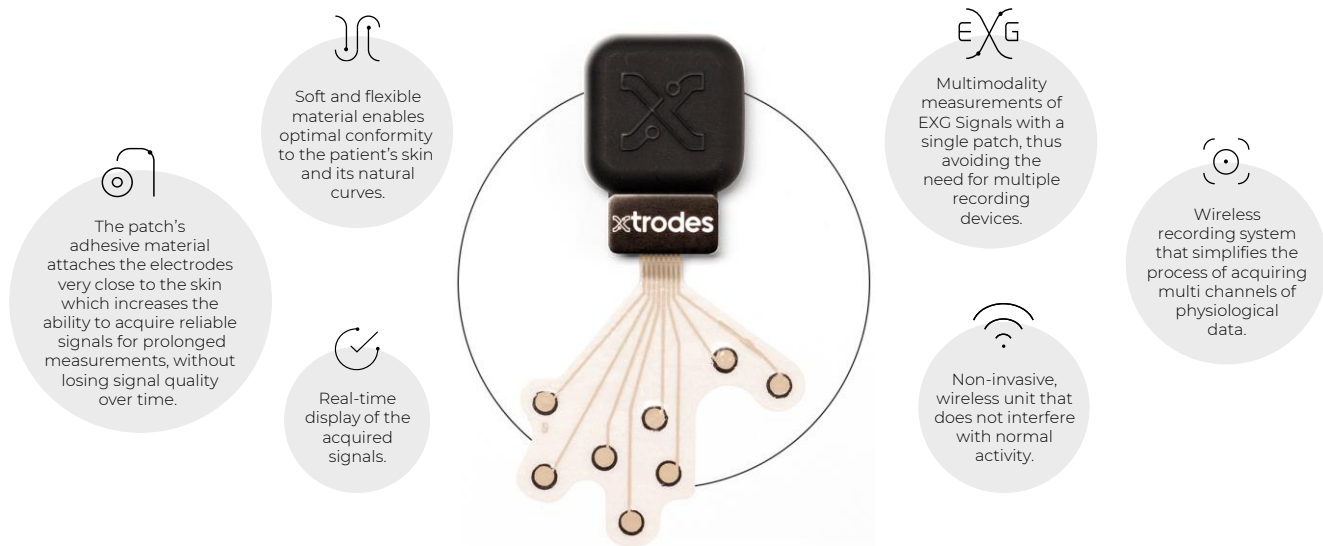 Soft and flexible
material enables
optimal conformity
to the patient's skin
and its natural
curves.
The patch's
adhesive material
attaches the electrodes
very close to the skin
which increases the
ability to acquire reliable
signals for prolonged
measurements, without
losing signal quality
over time.
Real-time
display of the
acquired
signals.
xtrodes
EXG
Multimodality
measurements of
EXG Signals with a
single patch, thus
avoiding the
need for multiple
recording
devices.
Wireless
recording system
that simplifies the
process of acquiring
multi channels of
physiological
data.
Non-invasive,
wireless unit that
does not interfere
with normal
activity.